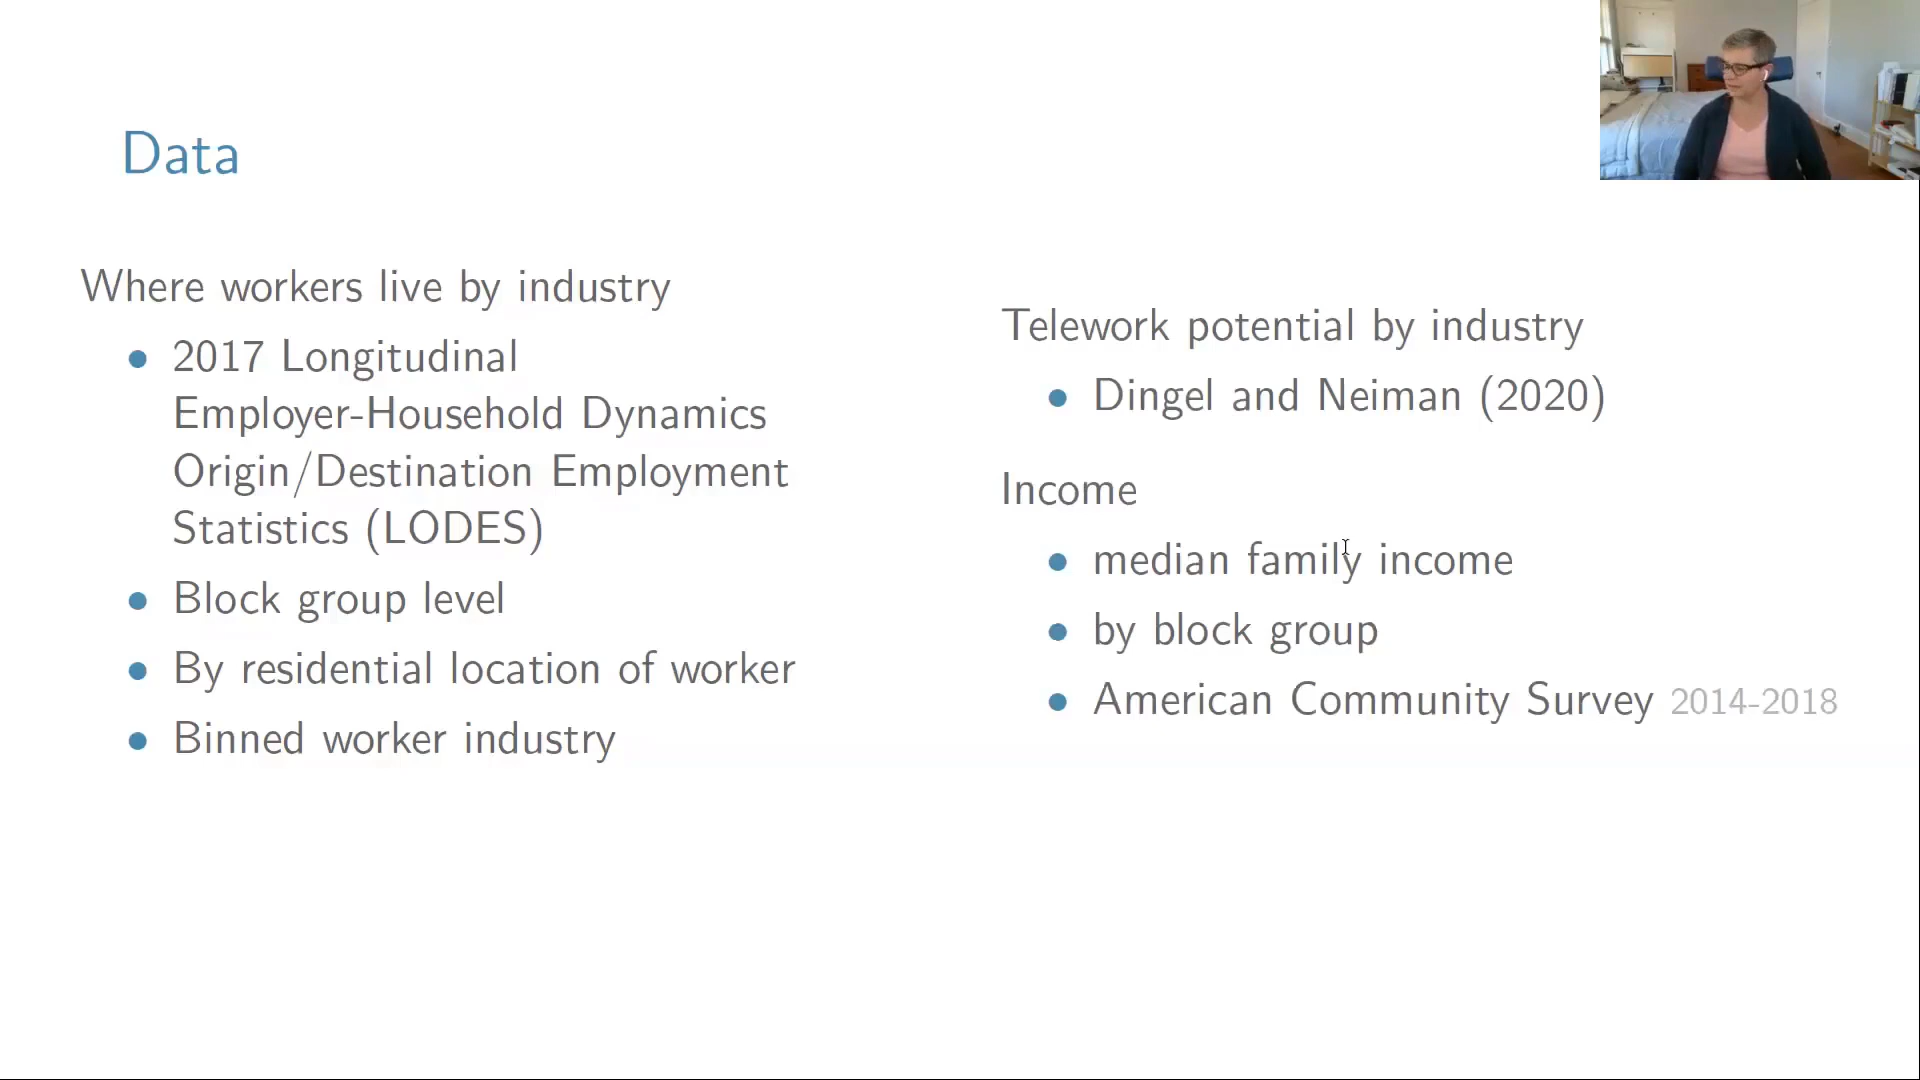 Data
Where workers live by industry
2017 Longitudinal
Employer-Household Dynamics
Origin/Destination Employment
Statistics (LODES)
Block group level
By residential location of worker
Binned worker industry
Telework potential by industry
Dingel and Neiman (2020)
Income
median family income
by block group
American Community Survey 2014-2018